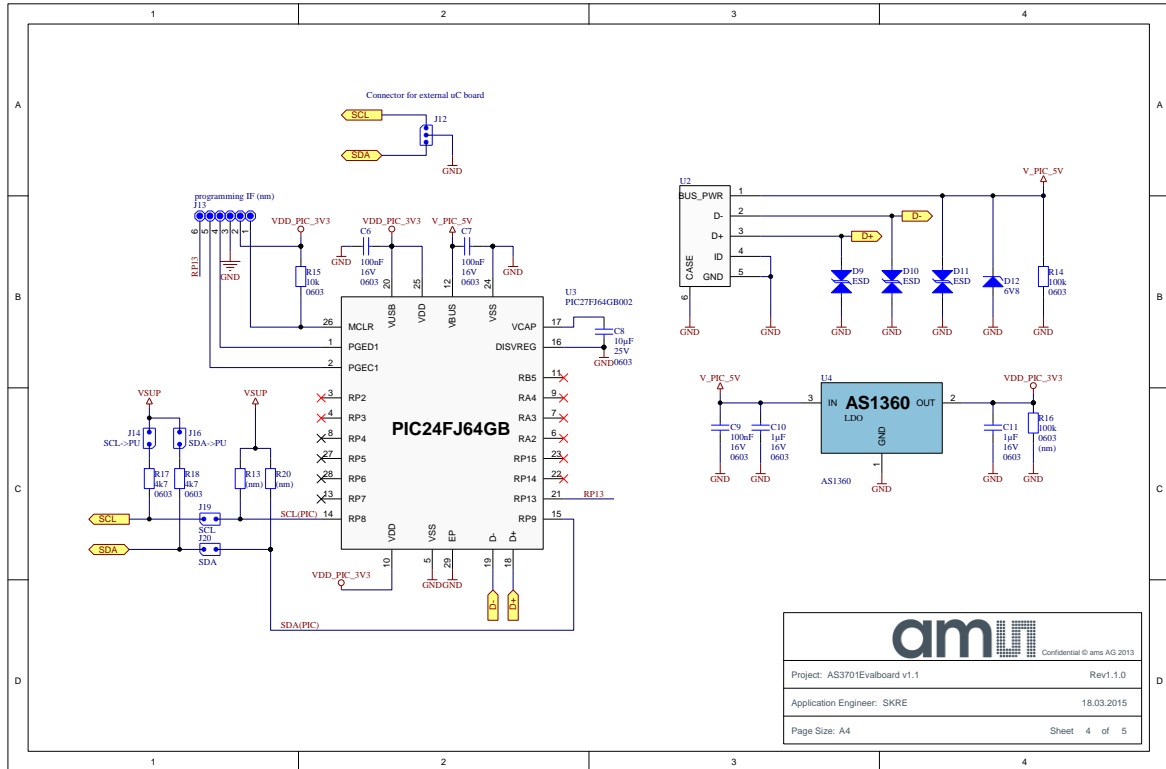 1 2 3 4
A A
B B
C C
D D
1 2 3 4
Connector for external uC board
SCL
SDA
J12
GND
programming IF (nm)
J13
6 5 4 3 2 1
RP13
GND
VDD_PIC_3V3
R15
10k
0603
VDD_PIC_3V3
C6
100nF
16V
0603
GND
V_PIC_5V
C7
100nF
16V
0603
GND
20 25 12 24
VUSB VDD VBUS VSS
U3
PIC27FJ64GB002
26 MCLR
1 PGED1
2 PGEC1
3 RP2
4 RP3
8 RP4
27 RP5
28 RP6
13 RP7
14 RP8
PIC24FJ64GB
VCAP 17
DISVREG 16
RB5 11
RA4 9
RA3 7
RA2 6
RP15 23
RP14 22
RP13 21
RP9 15
RP13
C8
10µF
25V
0603
GND
VDD VSS EP D- D+
10 5 29 19 18
VDD_PIC_3V3
GND GND
D- D+
VSUP
J14
SCL->PU
J16
SDA->PU
R17
4k7
0603
R18
4k7
0603
VSUP
R13
(nm)
R20
(nm)
SCL
J19
SCL
SCL(PIC)
SDA
J20
SDA
SDA(PIC)
U2
BUS_PWR 1
D- 2
D+ 3
ID 4
GND 5
CASE
6
D-
D+
V_PIC_5V
D9
ESD
D10
ESD
D11
ESD
D12
6V8
R14
100k
0603
GND GND GND GND GND GND GND
V_PIC_5V
C9
100nF
16V
0603
C10
1µF
16V
0603
GND GND
U4
3 IN AS1360 OUT 2
LDO
GND
1
AS1360
GND
VDD_PIC_3V3
C11
1µF
16V
0603
R16
100k
0603
(nm)
GND GND
ams
Confidential © ams AG 2013
Project: AS3701Evalboard v1.1 Rev1.1.0
Application Engineer: SKRE 18.03.2015
Page Size: A4 Sheet 4 of 5